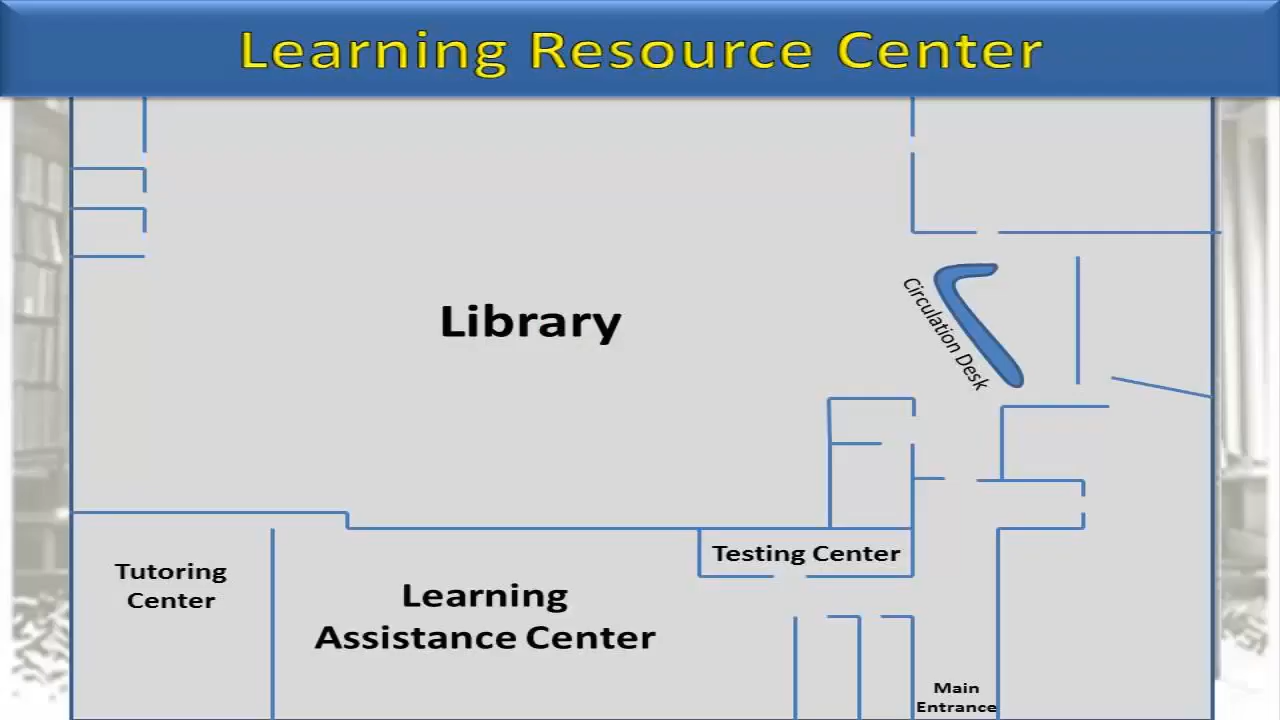 Learning Resource Center
Library
Circulation Desk
Testing Center
Tutoring
Center
Learning
Assistance Center
Main
Entrance